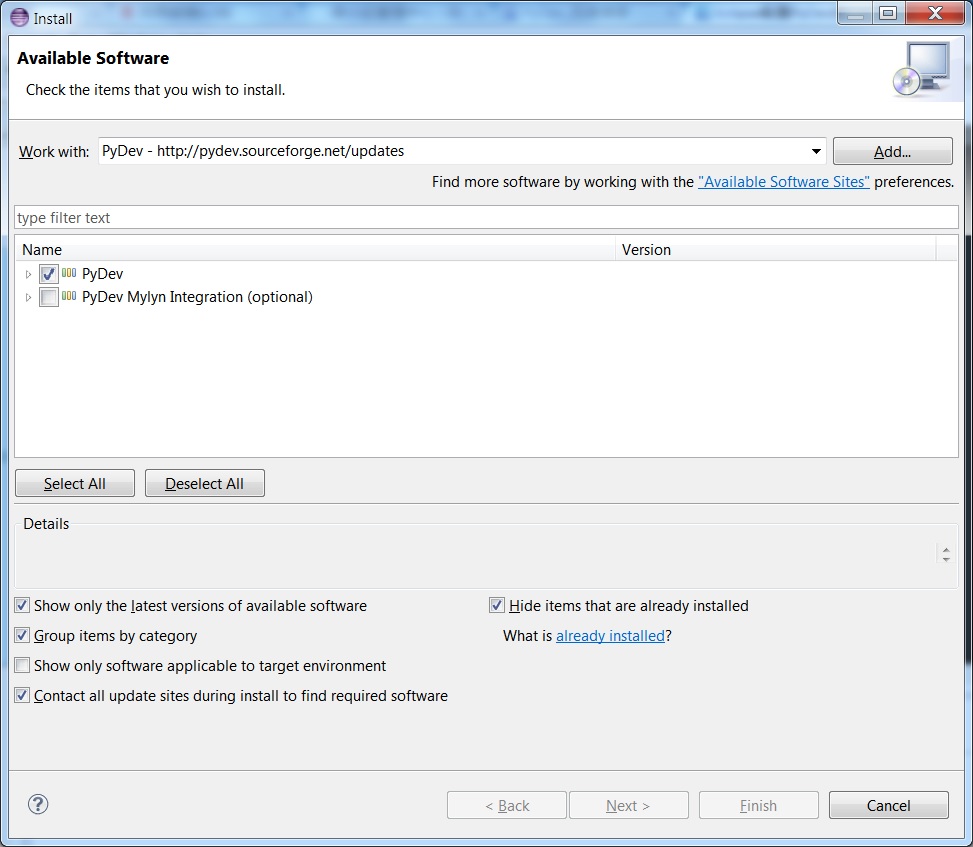 Install
Available Software
Check the items that you wish to install.
Work with: PyDev - http://pydev.sourceforge.net/updates Add...
Find more software by working with the "Available Software Sites" preferences.
type filter text
Name Version
PyDev
PyDev Mylyn Integration (optional)
Select All Deselect All
Details
Show only the latest versions of available software Hide items that are already installed
Group items by category What is already installed?
Show only software applicable to target environment
Contact all update sites during install to find required software
? < Back Next > Finish Cancel